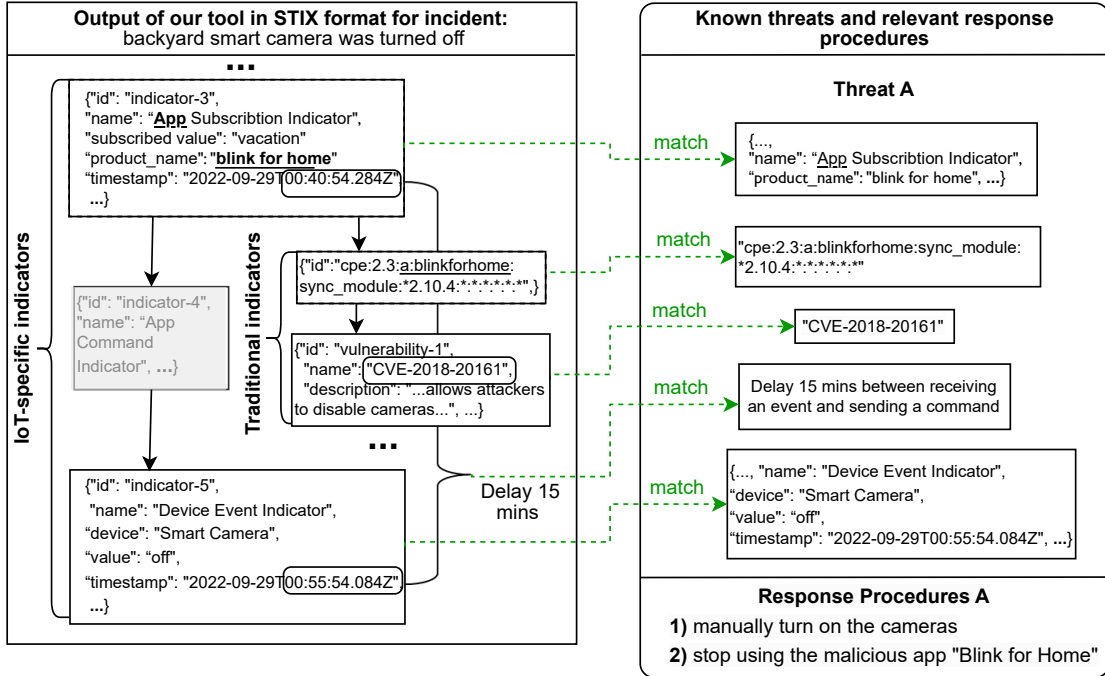 Output of our tool in STIX format for incident:
backyard smart camera was turned off
...
IoT-specific indicators
{"id": "indicator-3",
"name": “App Subscribtion Indicator",
"subscribed value": "vacation"
“product_name": "blink for home"
“timestamp": "2022-09-29T00:40:54.284Z",
...}
{"id": "indicator-4",
"name": “App
Command
Indicator", ...}
Traditional indicators
{"id":"cpe:2.3:a:blinkforhome:
sync_module:*2.10.4:*:*:*:*:*:*",}
{"id": "vulnerability-1",
"name": "CVE-2018-20161",
"description": "...allows attackers
to disable cameras...", ...}
...
{"id": "indicator-5",
"name": "Device Event Indicator",
“device": "Smart Camera",
“value": “off",
“timestamp": "2022-09-29T00:55:54.084Z",
...}
Delay 15
mins
match
match
match
match
match
Known threats and relevant response
procedures
Threat A
{...,
"name": “App Subscribtion Indicator",
“product_name": "blink for home", ...}
"cpe:2.3:a:blinkforhome:sync_module:
*2.10.4:*:*:*:*:*:*"
"CVE-2018-20161"
Delay 15 mins between receiving
an event and sending a command
{..., "name": “Device Event Indicator",
“device": "Smart Camera",
“value": “off",
“timestamp": "2022-09-29T00:55:54.084Z", ...}
Response Procedures A
1) manually turn on the cameras
2) stop using the malicious app "Blink for Home"